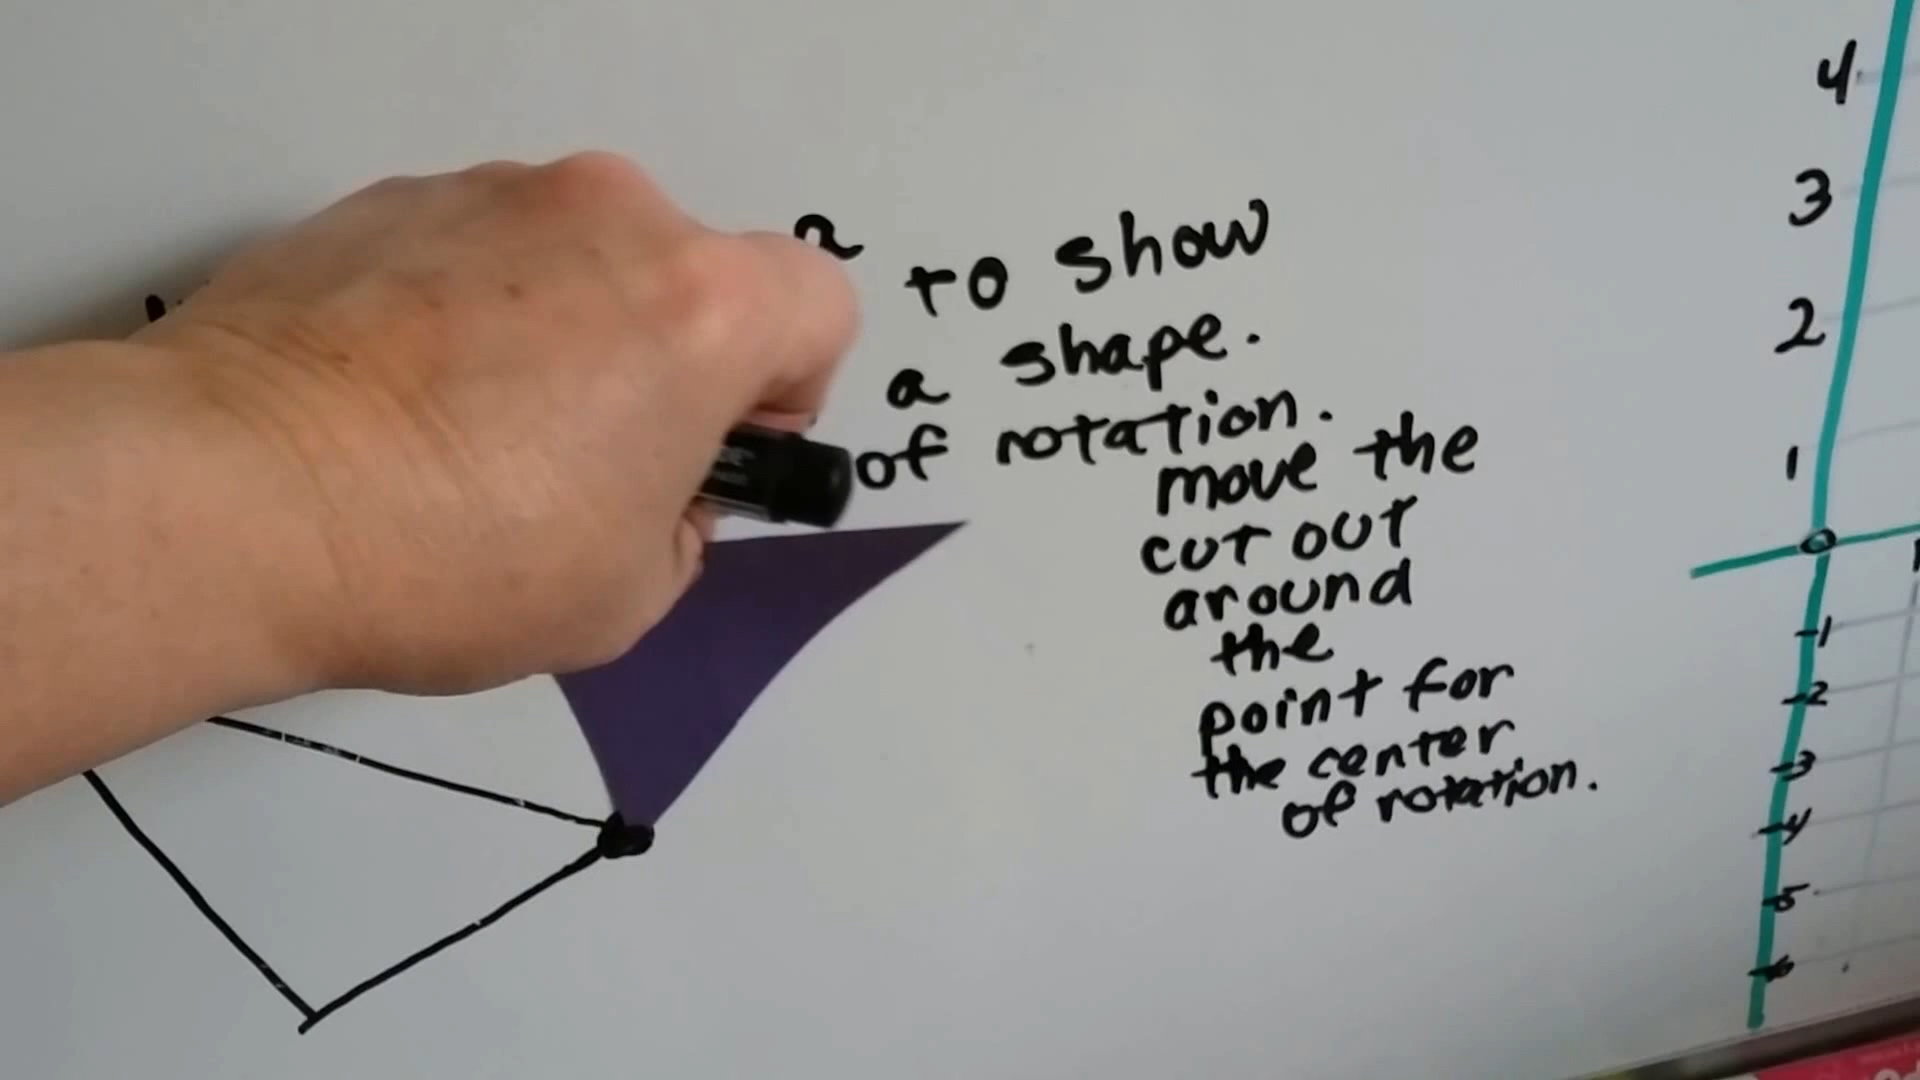 a
to show
a shape.
of rotation.
move the
cut out
around
the
point for
the center
of rotation.
4
3
2
1
0
-1
-2
-3
-4
-5
-6